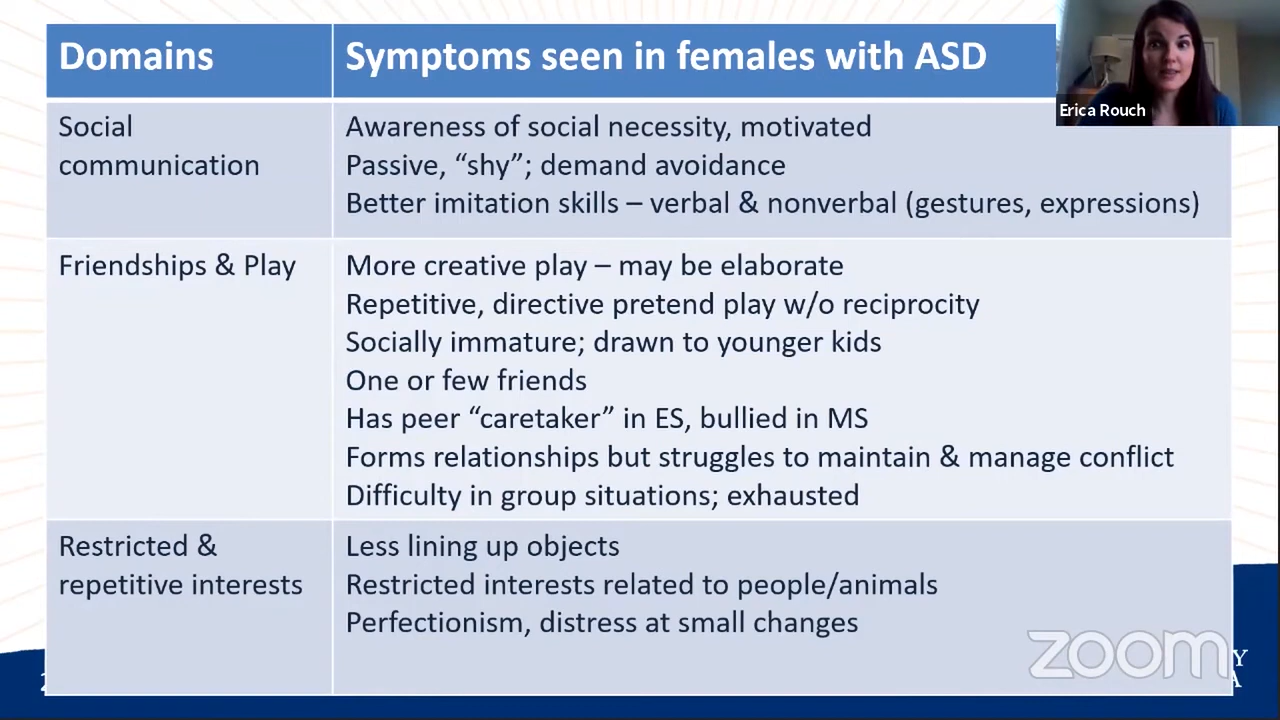 Domains
Symptoms seen in females with ASD
Erica Rouch
Social
communication
Awareness of social necessity, motivated
Passive, “shy”; demand avoidance
Better imitation skills – verbal & nonverbal (gestures, expressions)
Friendships & Play
More creative play – may be elaborate
Repetitive, directive pretend play w/o reciprocity
Socially immature; drawn to younger kids
One or few friends
Has peer “caretaker” in ES, bullied in MS
Forms relationships but struggles to maintain & manage conflict
Difficulty in group situations; exhausted
Restricted &
repetitive interests
Less lining up objects
Restricted interests related to people/animals
Perfectionism, distress at small changes
zoom